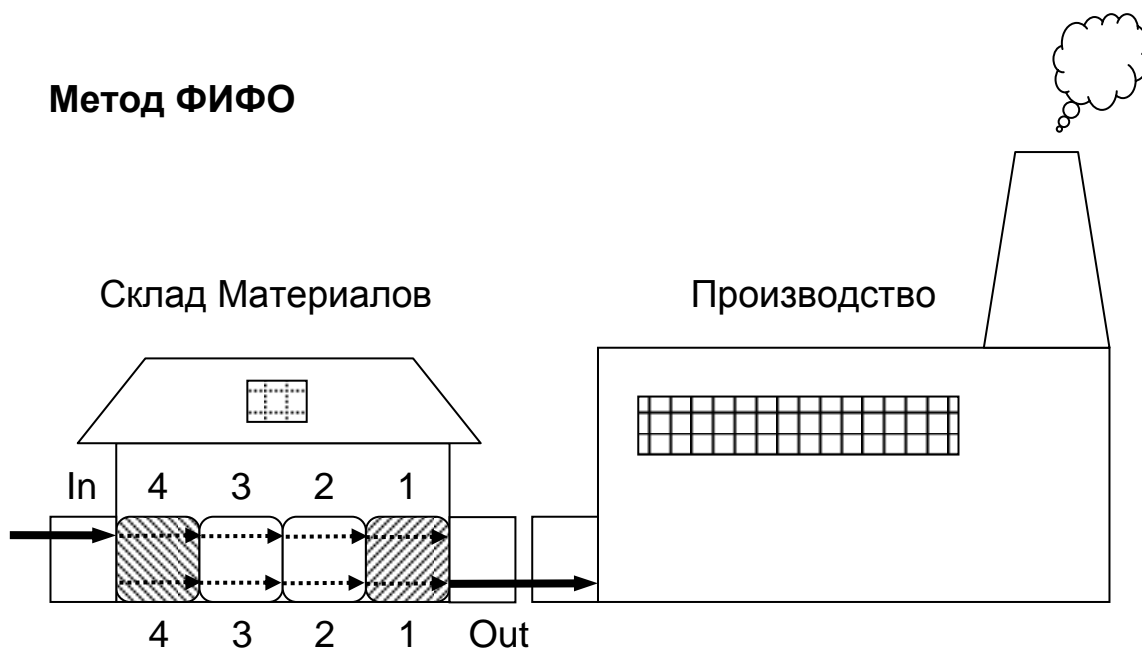 Метод ФИФО
Склад Материалов
Производство
In 4 3 2 1
4 3 2 1 Out